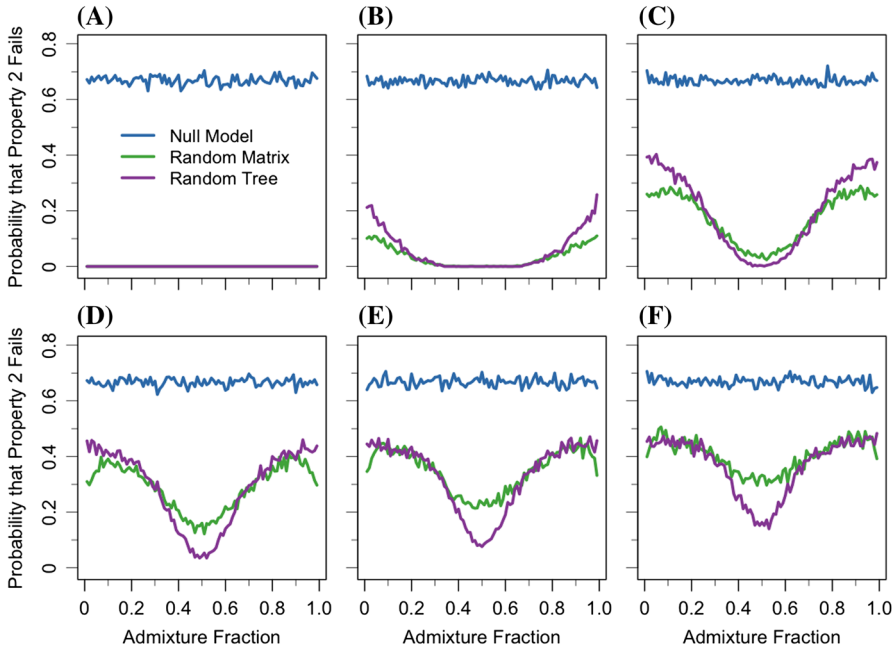 (A) (B) (C)
Probability that Property 2 Fails
0.8
0.6
0.4
0.2
0
Null Model
Random Matrix
Random Tree
(D) (E) (F)
Probability that Property 2 Fails
0.8
0.6
0.4
0.2
0
0 0.2 0.4 0.6 0.8 1.0 0 0.2 0.4 0.6 0.8 1.0 0 0.2 0.4 0.6 0.8 1.0
Admixture Fraction Admixture Fraction Admixture Fraction